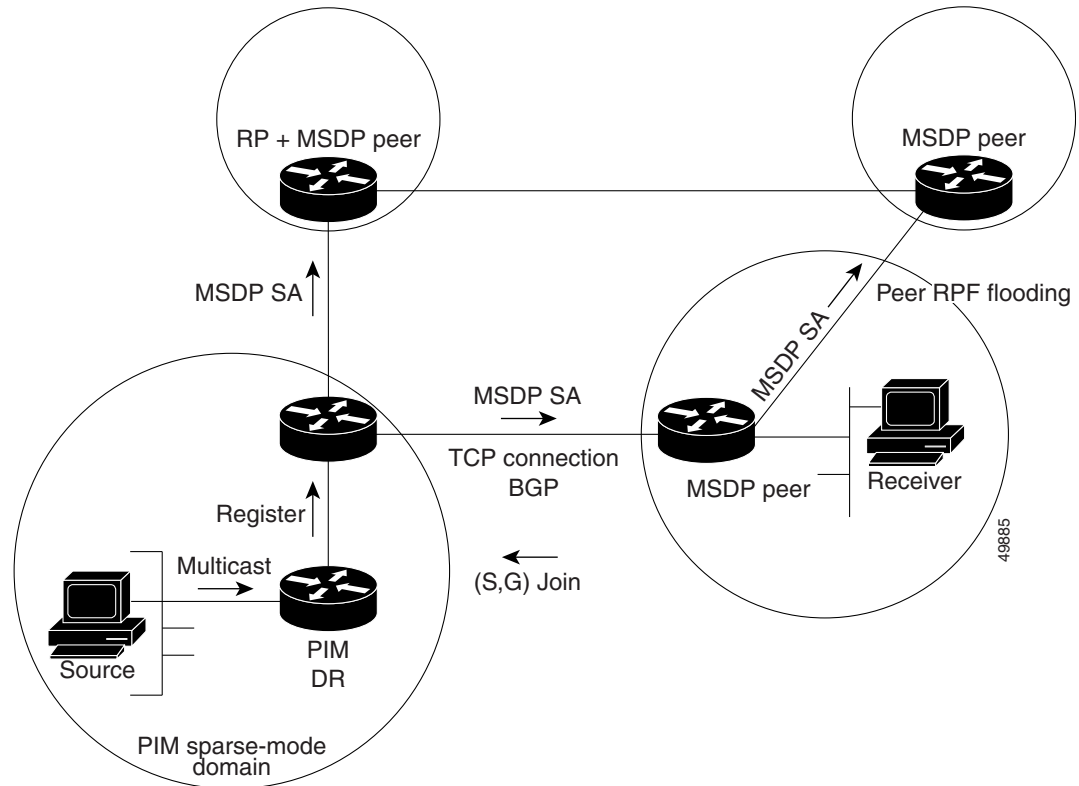 RP + MSDP peer
MSDP peer
MSDP SA
Peer RPF flooding
MSDP SA
MSDP SA
TCP connection
BGP
MSDP peer
Receiver
Register
Multicast
(S,G) Join
Source
PIM
DR
PIM sparse-mode
domain
49885